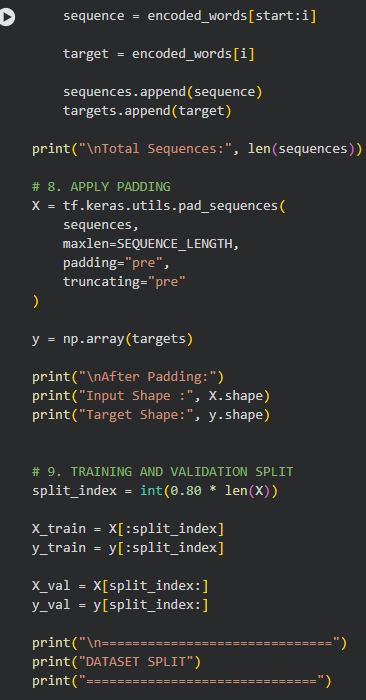 sequence = encoded_words[start:i]
target = encoded_words[i]
sequences.append(sequence)
targets.append(target)
print("\nTotal Sequences:", len(sequences))
# 8. APPLY PADDING
X = tf.keras.utils.pad_sequences(
sequences,
maxlen=SEQUENCE_LENGTH,
padding="pre",
truncating="pre"
)
y = np.array(targets)
print("\nAfter Padding:")
print("Input Shape :", X.shape)
print("Target Shape:", y.shape)
# 9. TRAINING AND VALIDATION SPLIT
split_index = int(0.80 * len(X))
X_train = X[:split_index]
y_train = y[:split_index]
X_val = X[split_index:]
y_val = y[split_index:]
print("\n==============================")
print("DATASET SPLIT")
print("==============================")